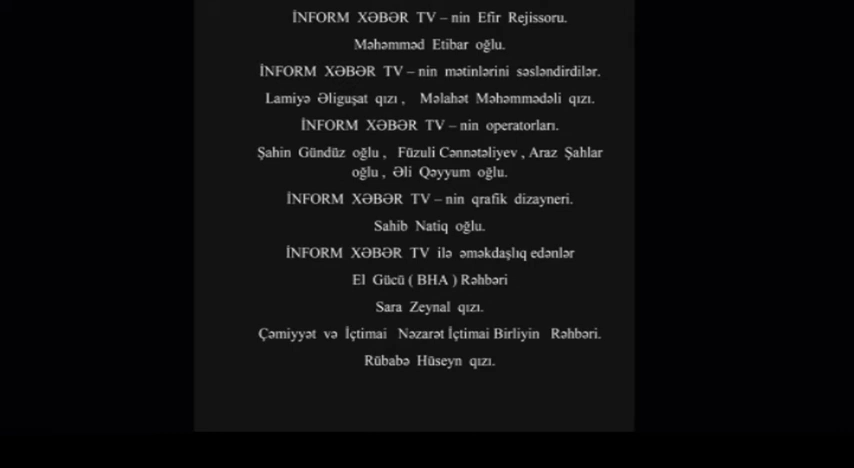 İNFORM XƏBƏR TV – nin Efir Rejissoru.
Məhəmməd Etibar oğlu.
İNFORM XƏBƏR TV – nin mətinlərini səsləndirdilər.
Lamiyə Əliguşat qızı , Məlahət Məhəmmədəli qızı.
İNFORM XƏBƏR TV – nin operatorları.
Şahin Gündüz oğlu , Füzuli Cənnətəliyev , Araz Şahlar
oğlu , Əli Qəyyum oğlu.
İNFORM XƏBƏR TV – nin qrafik dizayneri.
Sahib Natiq oğlu.
İNFORM XƏBƏR TV ilə əməkdaşlıq edənlər
El Gücü ( BHA ) Rəhbəri
Sara Zeynal qızı.
Çəmiyyət və İçtimai Nəzarət İçtimai Birliyin Rəhbəri.
Rübabə Hüseyn qızı.